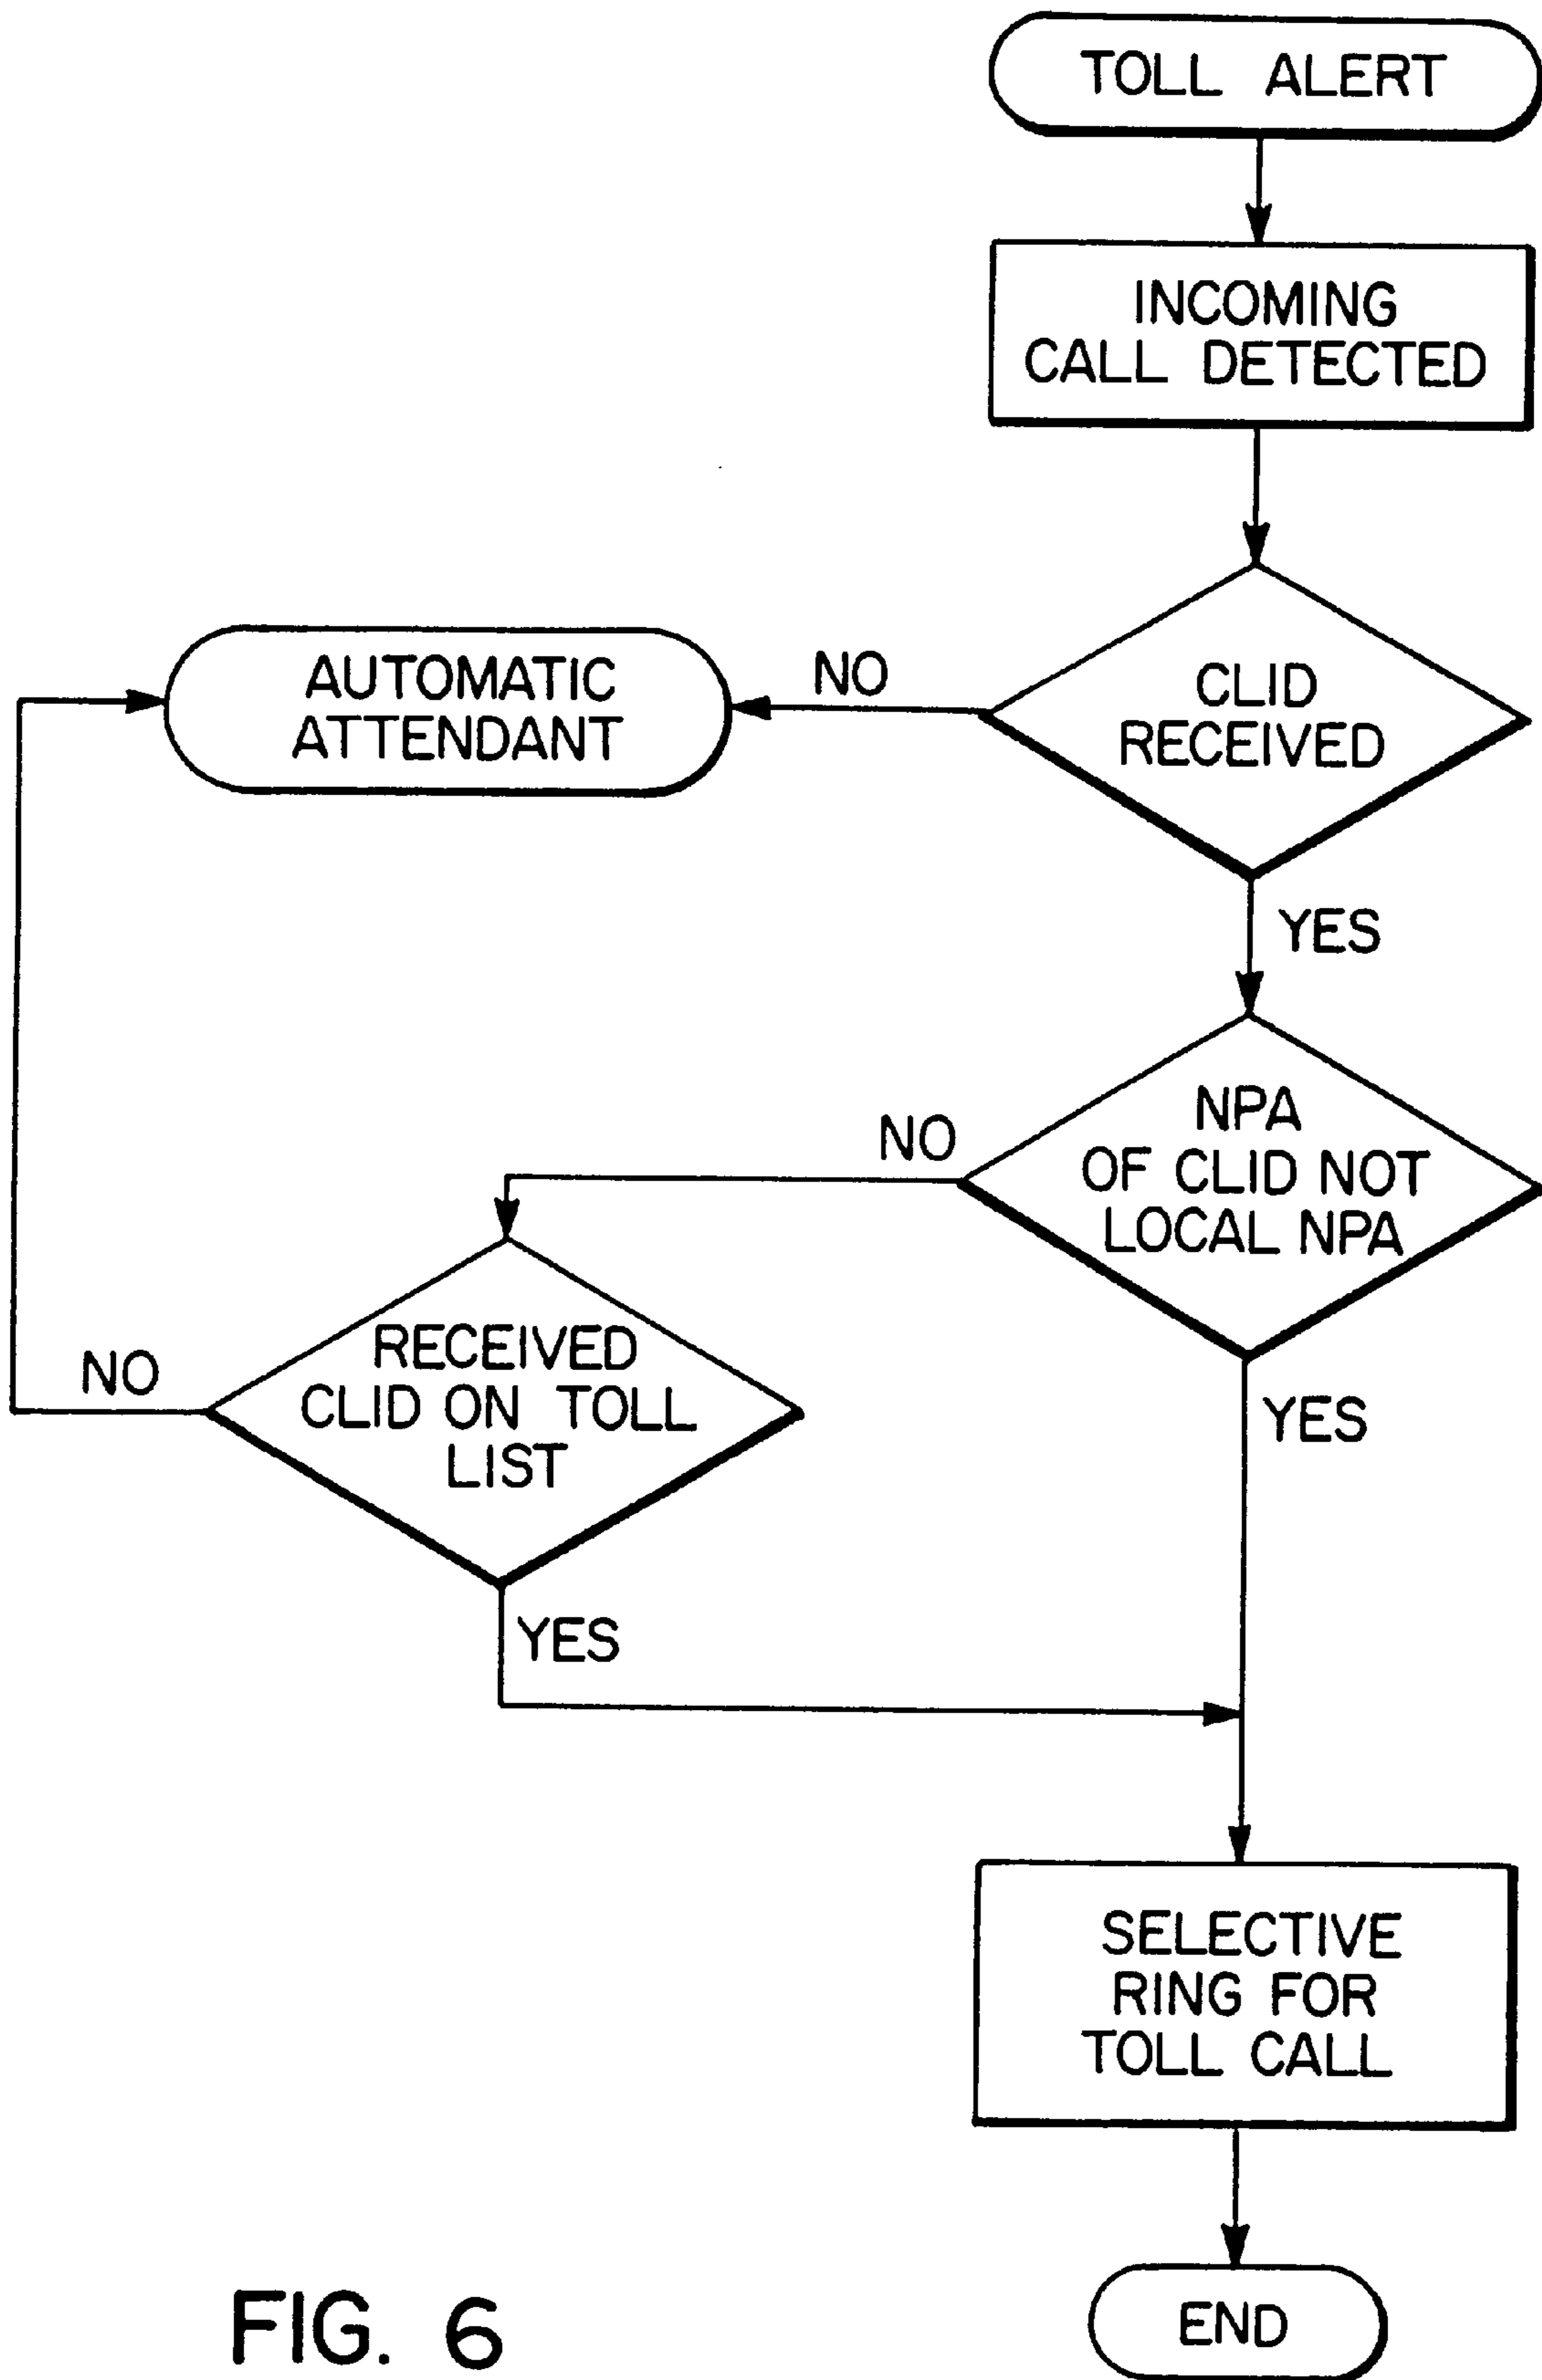 TOLL ALERT
INCOMING
CALL DETECTED
CLID
RECEIVED
NO
AUTOMATIC
ATTENDANT
YES
NPA
OF CLID NOT
LOCAL NPA
NO
RECEIVED
CLID ON TOLL
LIST
NO
YES
YES
SELECTIVE
RING FOR
TOLL CALL
END
FIG. 6